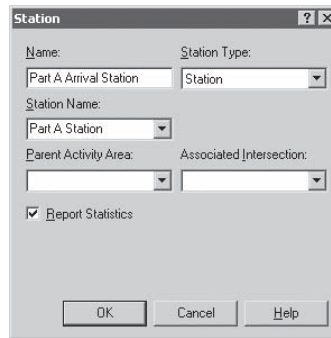 Station
Name:
Station Type:
Part A Arrival Station
Station
Station Name:
Part A Station
Parent Activity Area:
Associated Intersection:
Report Statistics
OK
Cancel
Help